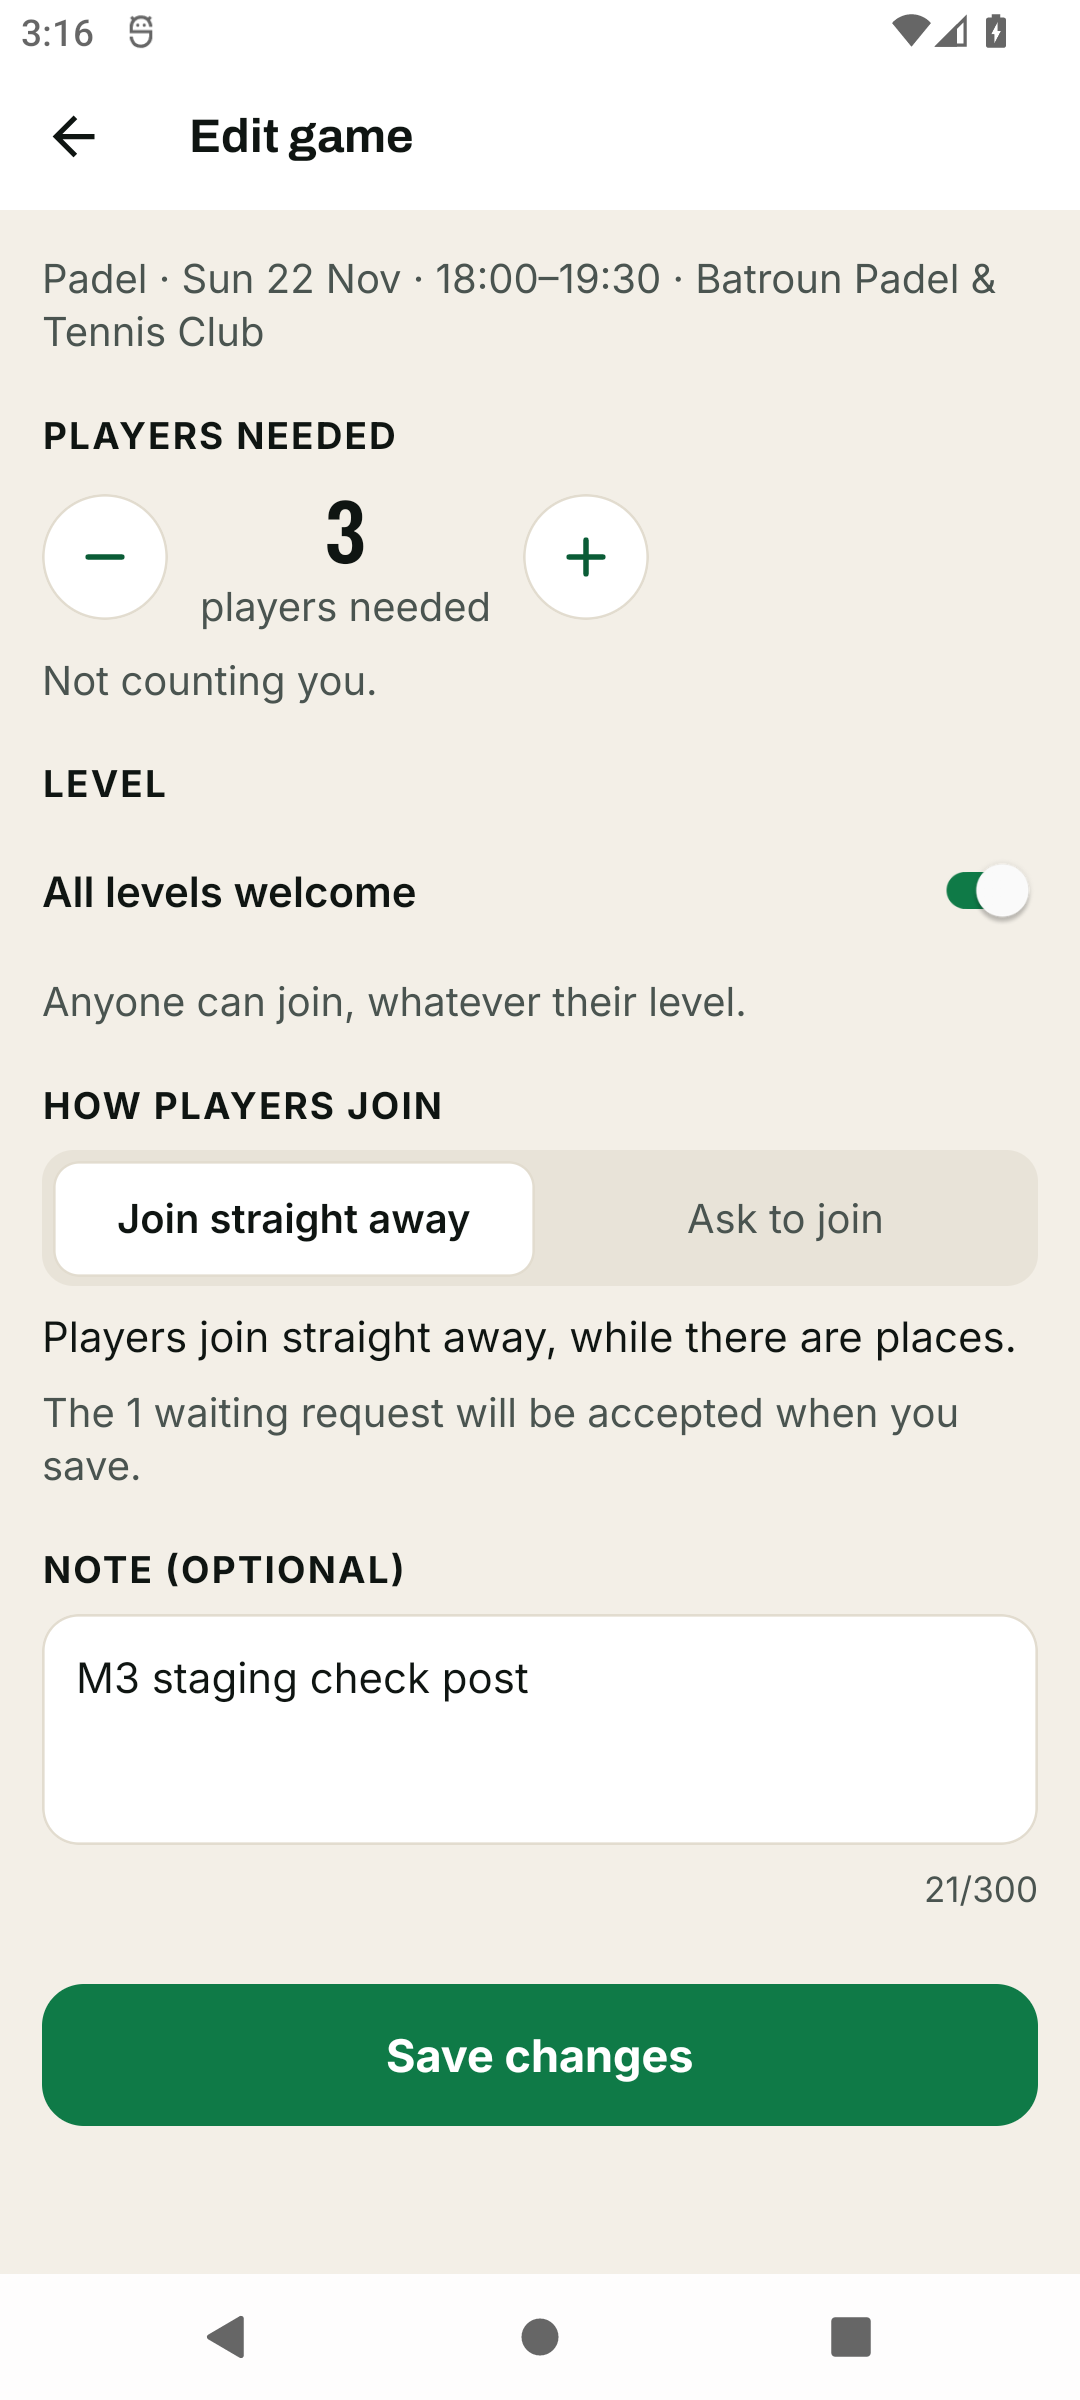 3:16
Edit game
Padel · Sun 22 Nov · 18:00–19:30 · Batroun Padel &
Tennis Club
PLAYERS NEEDED
3
players needed
Not counting you.
LEVEL
All levels welcome
Anyone can join, whatever their level.
HOW PLAYERS JOIN
Join straight away
Ask to join
Players join straight away, while there are places.
The 1 waiting request will be accepted when you
save.
NOTE (OPTIONAL)
M3 staging check post
21/300
Save changes